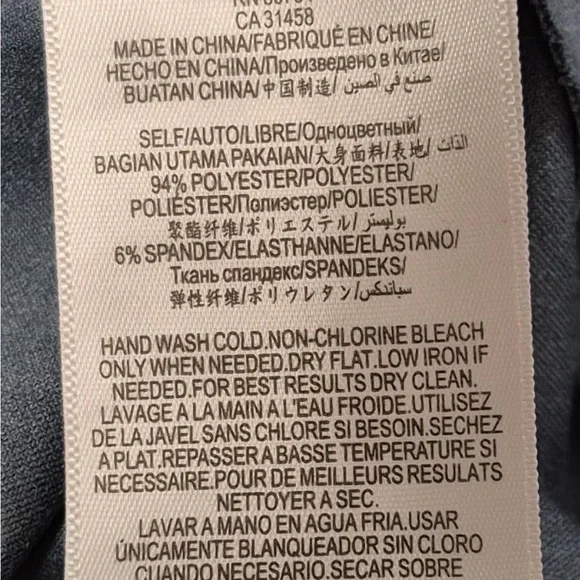 CA 31458
MADE IN CHINA/FABRIQUÉ EN CHINE/
HECHO EN CHINA/Произведено в Китае/
BUATAN CHINA/中国制造/ صنع في الصين/
SELF/AUTO/LIBRE/Одноцветный/
BAGIAN UTAMA PAKAIAN/大身面料/表地/ الذات/
94% POLYESTER/POLYESTER/
POLIÉSTER/Полиэстер/POLIESTER/
聚酯纤维/ポリエステル/ بوليستر/
6% SPANDEX/ELASTHANNE/ELASTANO/
Ткань спандекс/SPANDEKS/
弹性纤维/ポリウレタン/ سباندكس/
HAND WASH COLD.NON-CHLORINE BLEACH
ONLY WHEN NEEDED.DRY FLAT.LOW IRON IF
NEEDED.FOR BEST RESULTS DRY CLEAN.
LAVAGE A LA MAIN A L'EAU FROIDE.UTILISEZ
DE LA JAVEL SANS CHLORE SI BESOIN.SECHEZ
A PLAT.REPASSER A BASSE TEMPERATURE SI
NECESSAIRE.POUR DE MEILLEURS RESULATS
NETTOYER A SEC.
LAVAR A MANO EN AGUA FRIA.USAR
ÚNICAMENTE BLANQUEADOR SIN CLORO
CUANDO NECESARIO.SECAR SOBRE